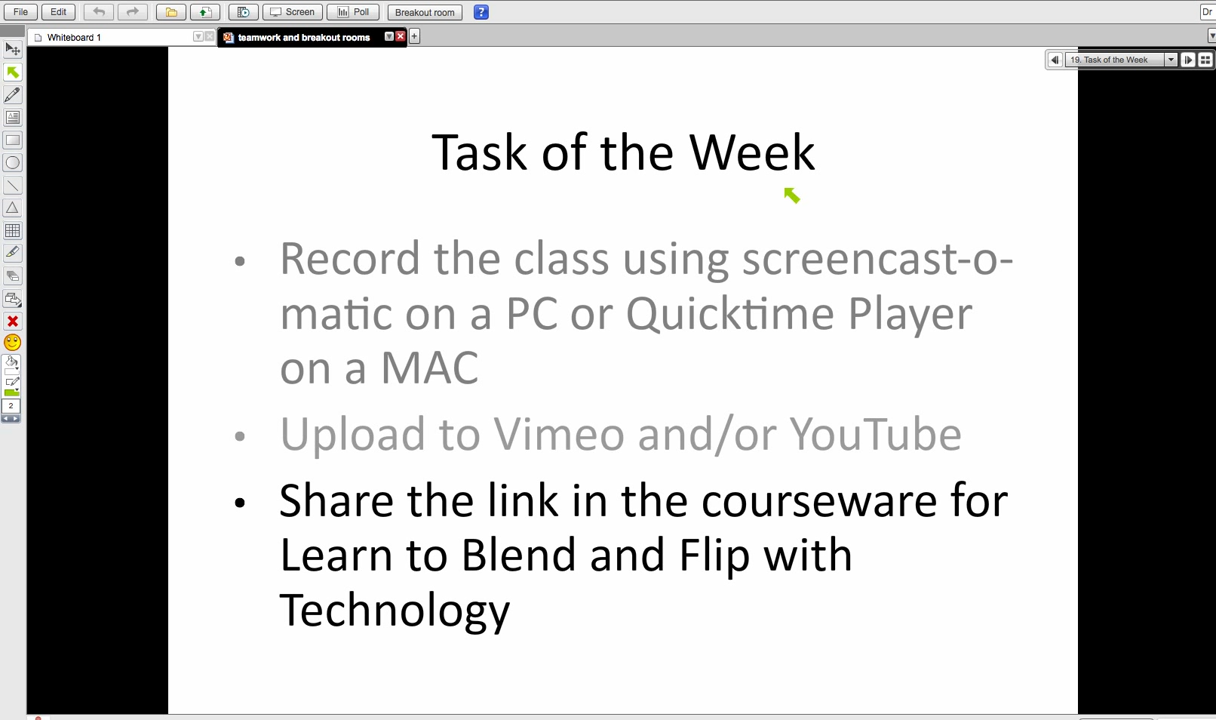 File Edit Screen Poll Breakout room ? Dr
Whiteboard 1 teamwork and breakout rooms +
19. Task of the Week
Task of the Week
• Record the class using screencast-o-
matic on a PC or Quicktime Player
on a MAC
• Upload to Vimeo and/or YouTube
• Share the link in the courseware for
Learn to Blend and Flip with
Technology
2